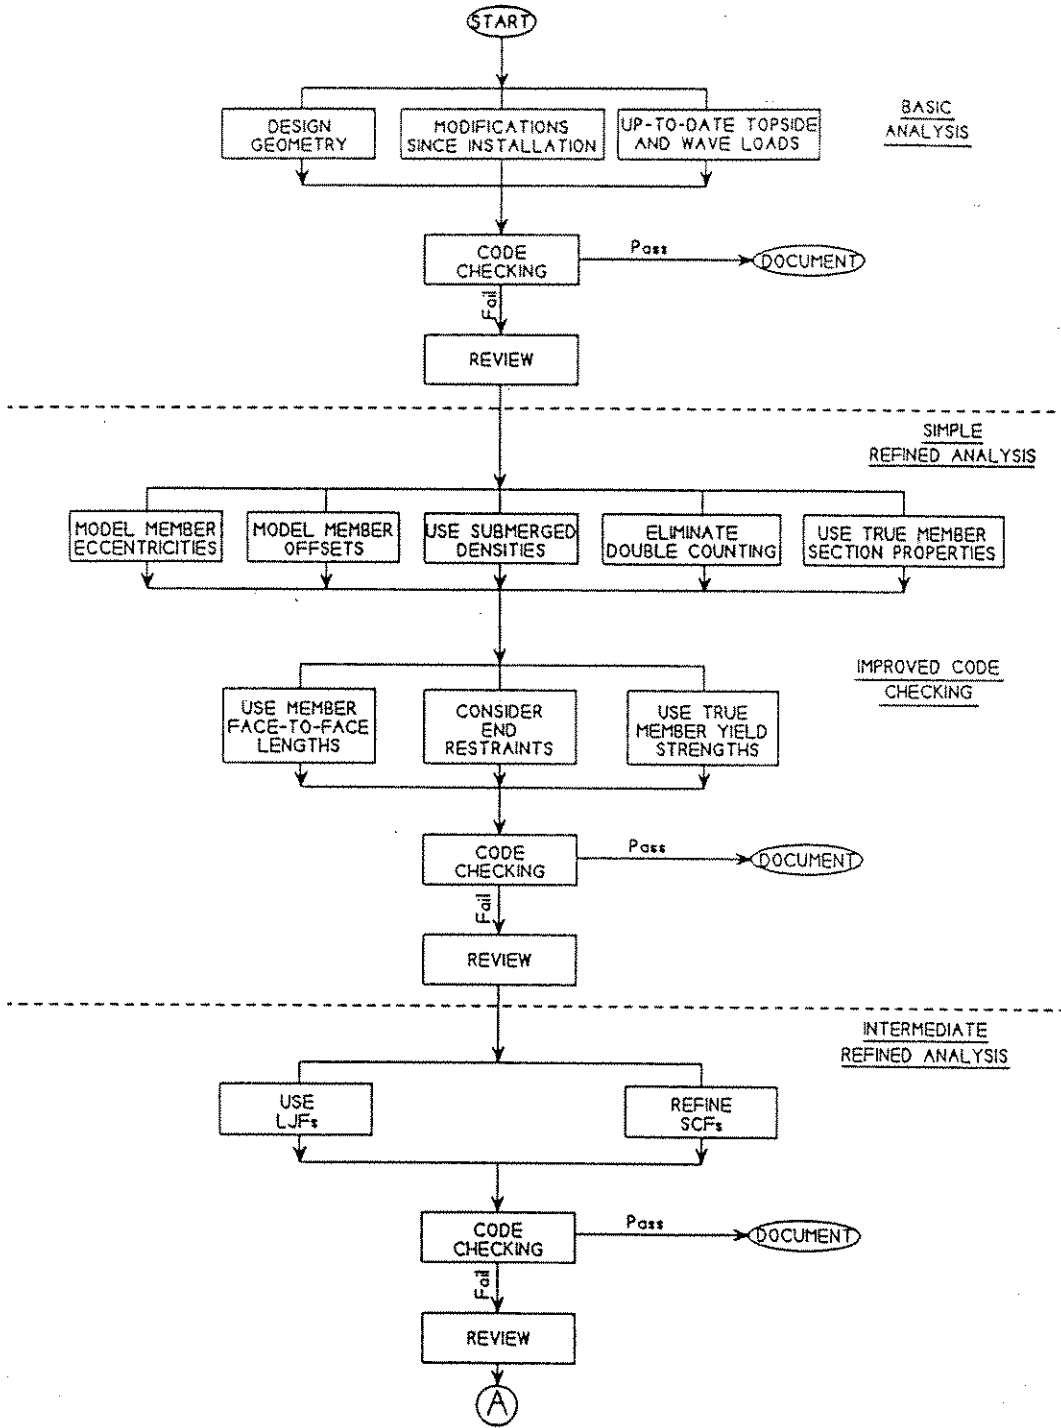 START
BASIC
ANALYSIS
DESIGN
GEOMETRY
MODIFICATIONS
SINCE INSTALLATION
UP-TO-DATE TOPSIDE
AND WAVE LOADS
CODE
CHECKING
Pass
DOCUMENT
Fail
REVIEW
SIMPLE
REFINED ANALYSIS
MODEL MEMBER
ECCENTRICITIES
MODEL MEMBER
OFFSETS
USE SUBMERGED
DENSITIES
ELIMINATE
DOUBLE COUNTING
USE TRUE MEMBER
SECTION PROPERTIES
IMPROVED CODE
CHECKING
USE MEMBER
FACE-TO-FACE
LENGTHS
CONSIDER
END
RESTRAINTS
USE TRUE
MEMBER YIELD
STRENGTHS
CODE
CHECKING
Pass
DOCUMENT
Fail
REVIEW
INTERMEDIATE
REFINED ANALYSIS
USE
LJFs
REFINE
SCFs
CODE
CHECKING
Pass
DOCUMENT
Fail
REVIEW
A